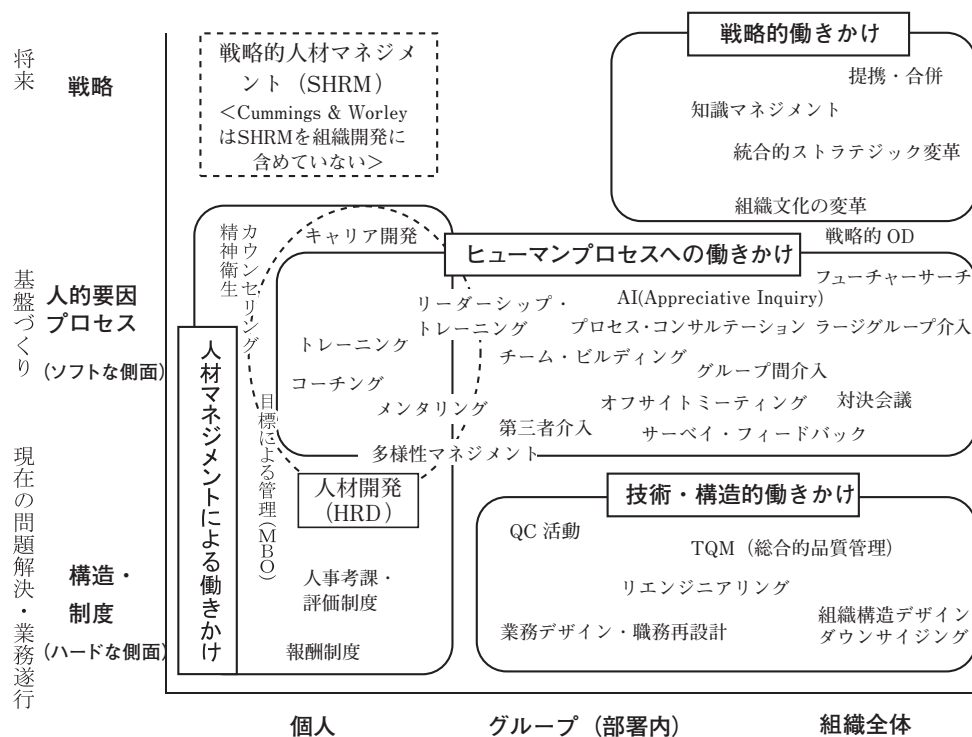 将来
戦略
基盤づくり
人的要因
プロセス
(ソフトな側面)
現在の問題解決・業務遂行
構造・
制度
(ハードな側面)
戦略的人材マネジメ
ント（SHRM）
<Cummings & Worley
はSHRMを組織開発に
含めていない>
戦略的働きかけ
提携・合併
知識マネジメント
統合的ストラテジック変革
組織文化の変革
戦略的 OD
人材マネジメントによる働きかけ
カウンセリング
精神衛生
キャリア開発
ヒューマンプロセスへの働きかけ
フューチャーサーチ
リーダーシップ・
トレーニング
AI(Appreciative Inquiry)
プロセス・コンサルテーション
ラージグループ介入
トレーニング
チーム・ビルディング
グループ間介入
コーチング
メンタリング
オフサイトミーティング
対決会議
第三者介入
サーベイ・フィードバック
多様性マネジメント
目標による管理(MBO)
人材開発
(HRD)
人事考課・
評価制度
報酬制度
技術・構造的働きかけ
QC 活動
TQM（総合的品質管理）
リエンジニアリング
業務デザイン・職務再設計
組織構造デザイン
ダウンサイジング
個人
グループ（部署内）
組織全体